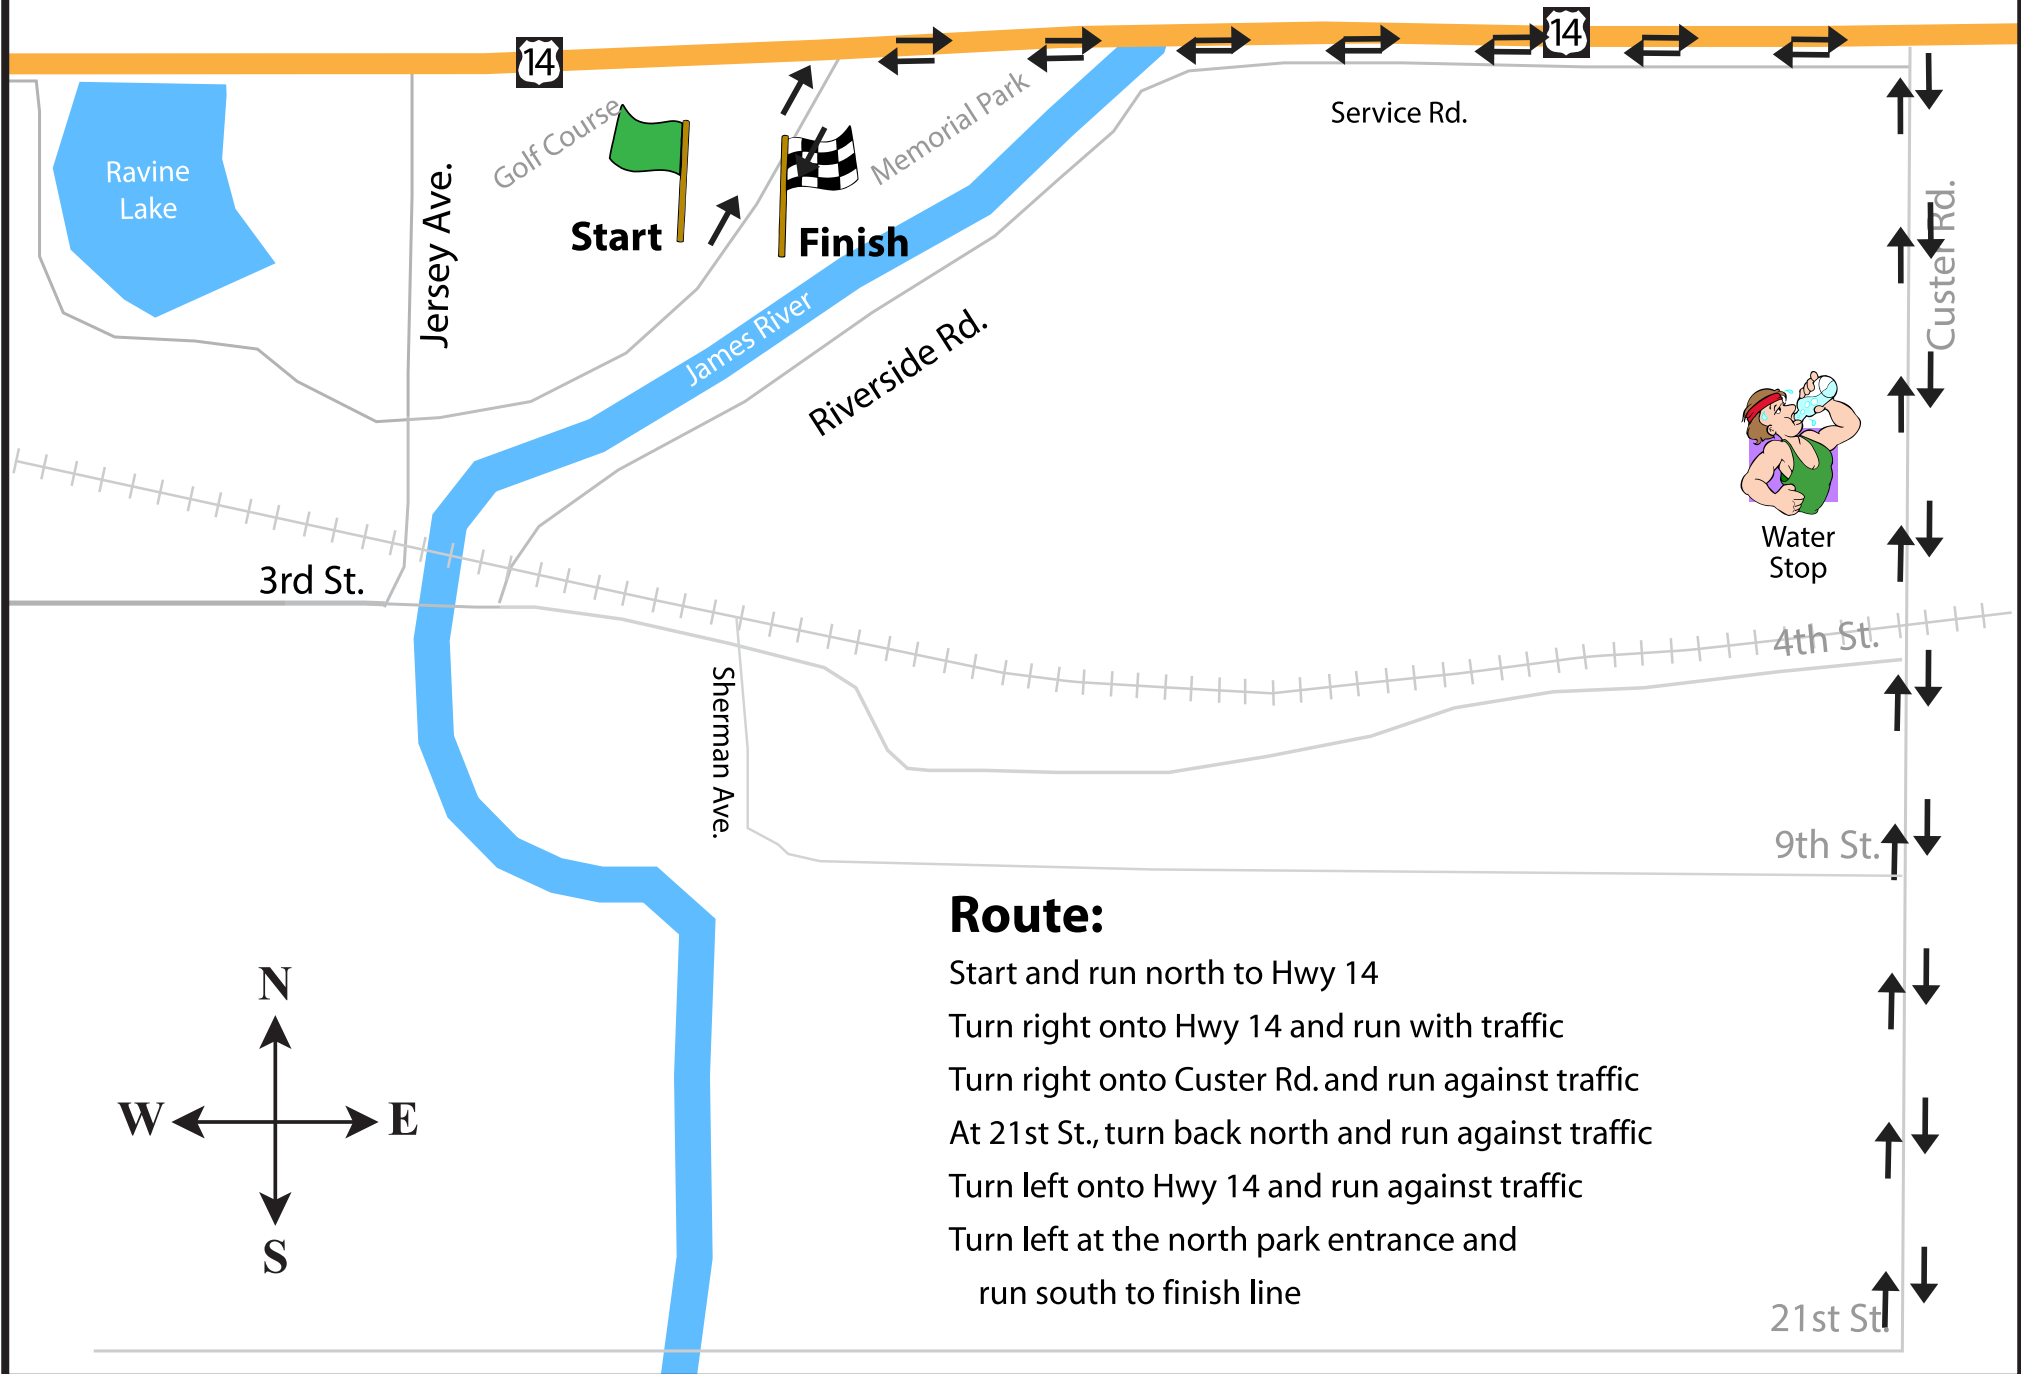 14
14
Service Rd.
Golf Course
Memorial Park
Ravine
Lake
Jersey Ave.
Start
Finish
Custer Rd.
James River
Riverside Rd.
Water
Stop
3rd St.
4th St.
Sherman Ave.
9th St.
Route:
Start and run north to Hwy 14
Turn right onto Hwy 14 and run with traffic
Turn right onto Custer Rd. and run against traffic
At 21st St., turn back north and run against traffic
Turn left onto Hwy 14 and run against traffic
Turn left at the north park entrance and
run south to finish line
N
W
E
S
21st St.